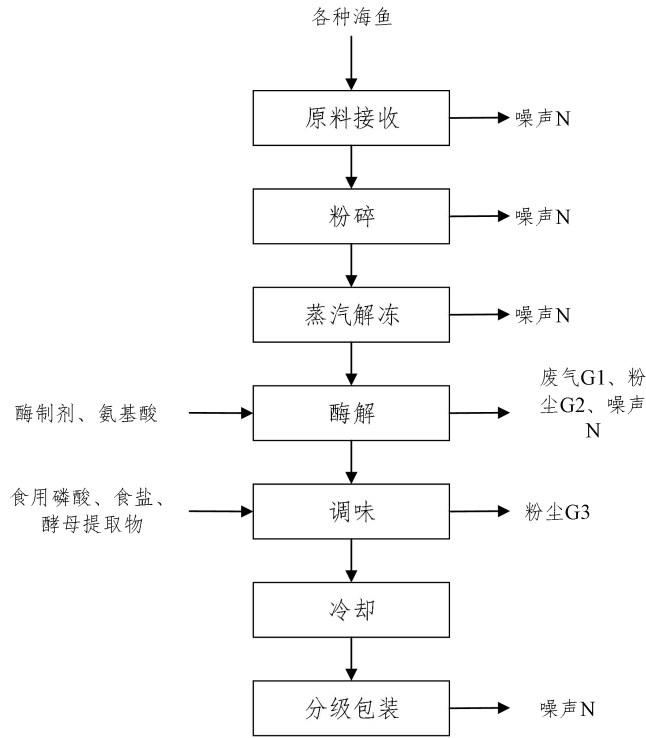 各种海鱼
原料接收
噪声N
粉碎
噪声N
蒸汽解冻
噪声N
酶制剂、氨基酸
酶解
废气G1、粉
尘G2、噪声
N
食用磷酸、食盐、
酵母提取物
调味
粉尘G3
冷却
分级包装
噪声N